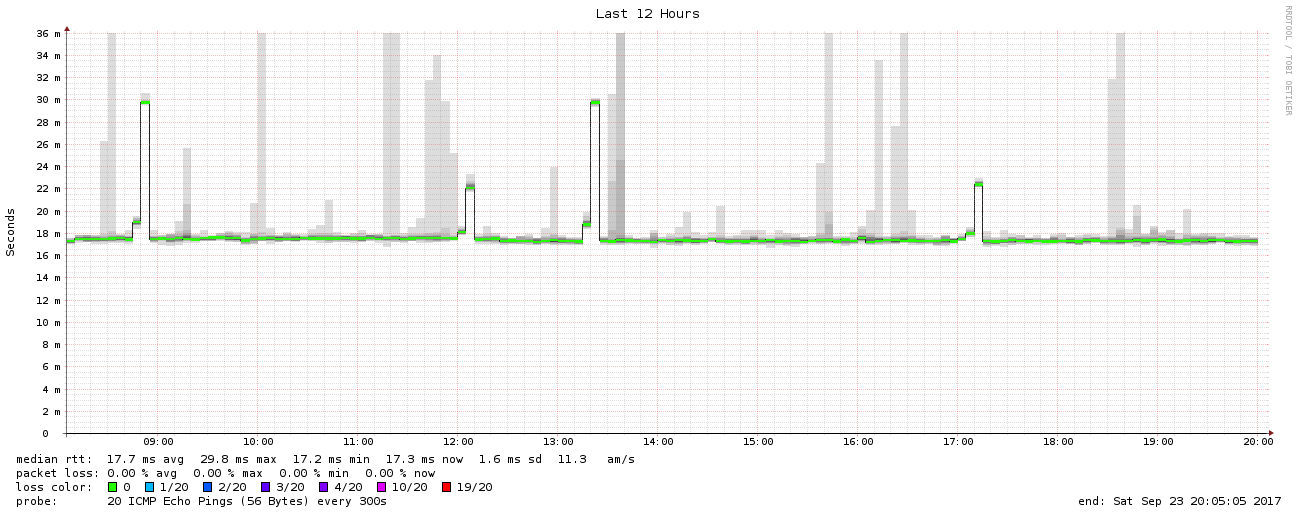 Last 12 Hours
RRDTOOL / TOBI OETIKER
Seconds
36 m
34 m
32 m
30 m
28 m
26 m
24 m
22 m
20 m
18 m
16 m
14 m
12 m
10 m
8 m
6 m
4 m
2 m
0
09:00 10:00 11:00 12:00 13:00 14:00 15:00 16:00 17:00 18:00 19:00 20:00
median rtt: 17.7 ms avg 29.8 ms max 17.2 ms min 17.3 ms now 1.6 ms sd 11.3 am/s
packet loss: 0.00 % avg 0.00 % max 0.00 % min 0.00 % now
loss color: 0 1/20 2/20 3/20 4/20 10/20 19/20
probe: 20 ICMP Echo Pings (56 Bytes) every 300s end: Sat Sep 23 20:05:05 2017